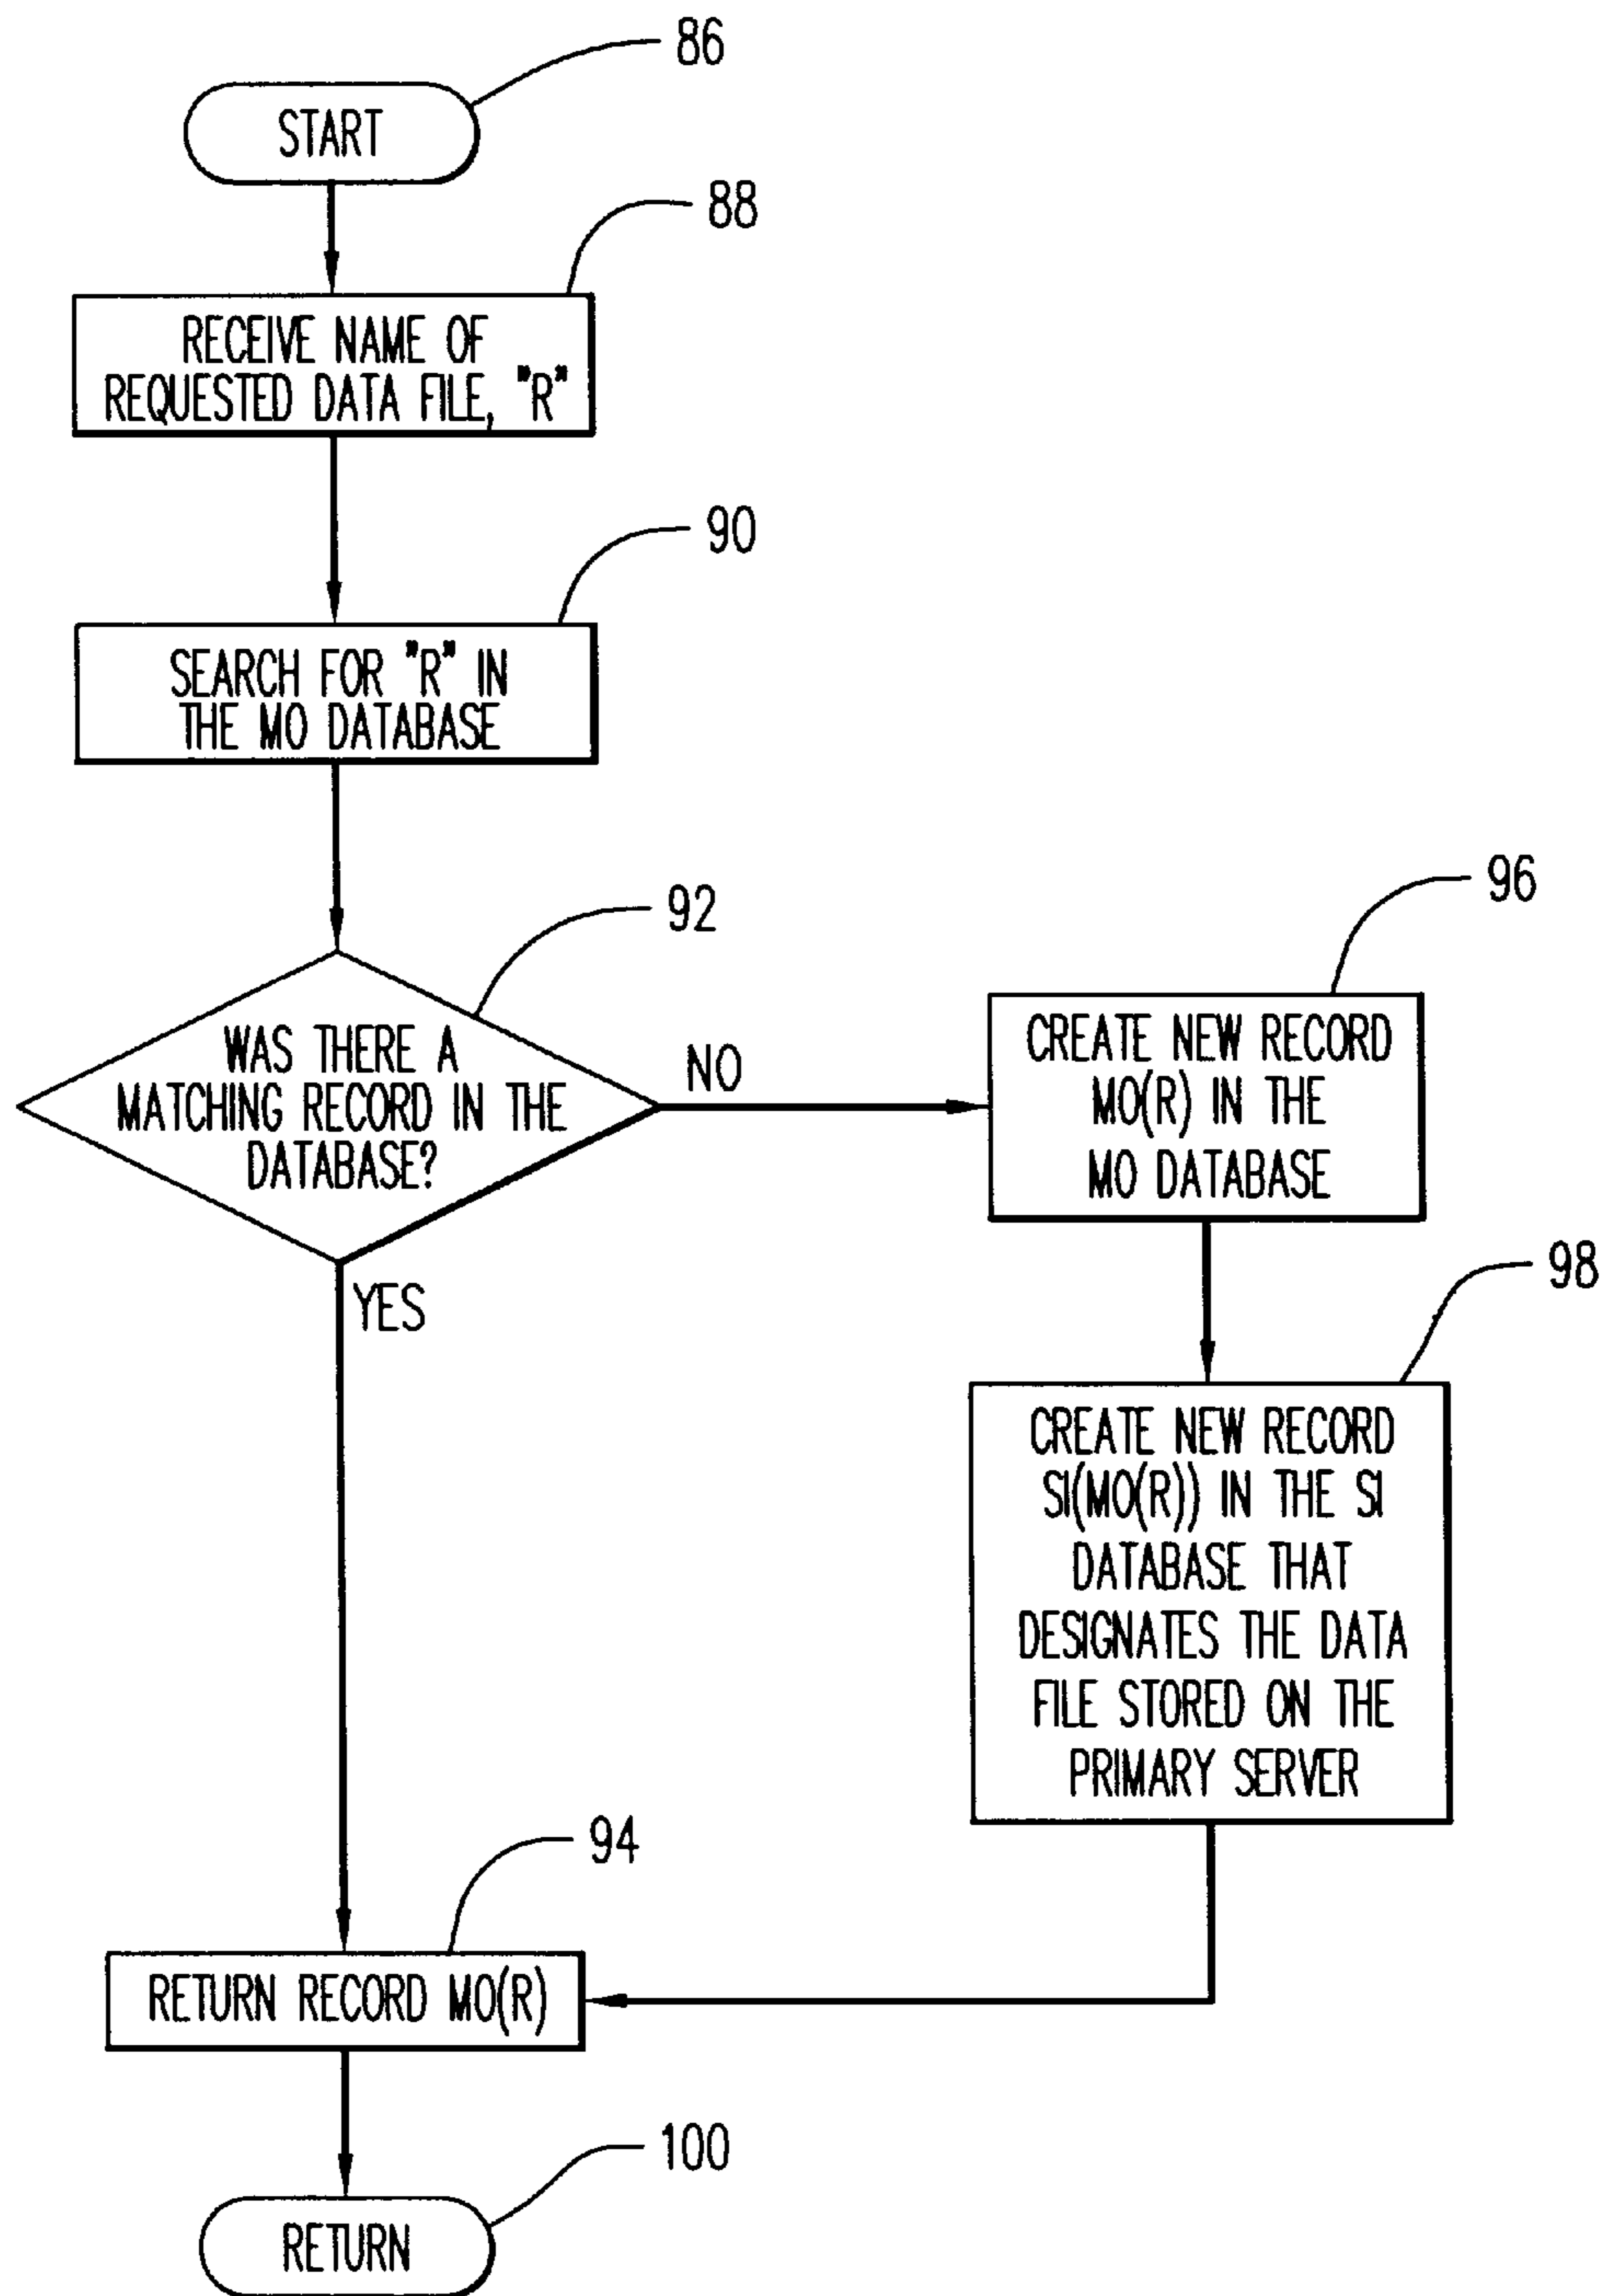 86
START
88
RECEIVE NAME OF
REQUESTED DATA FILE, "R"
90
SEARCH FOR "R" IN
THE MO DATABASE
92
WAS THERE A
MATCHING RECORD IN THE
DATABASE?
NO
YES
96
CREATE NEW RECORD
MO(R) IN THE
MO DATABASE
98
CREATE NEW RECORD
SI(MO(R)) IN THE SI
DATABASE THAT
DESIGNATES THE DATA
FILE STORED ON THE
PRIMARY SERVER
94
RETURN RECORD MO(R)
100
RETURN